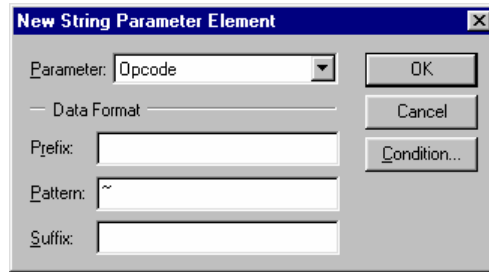 New String Parameter Element
Parameter: Opcode
OK
Data Format
Cancel
Prefix:
Condition...
Pattern: ~
Suffix: